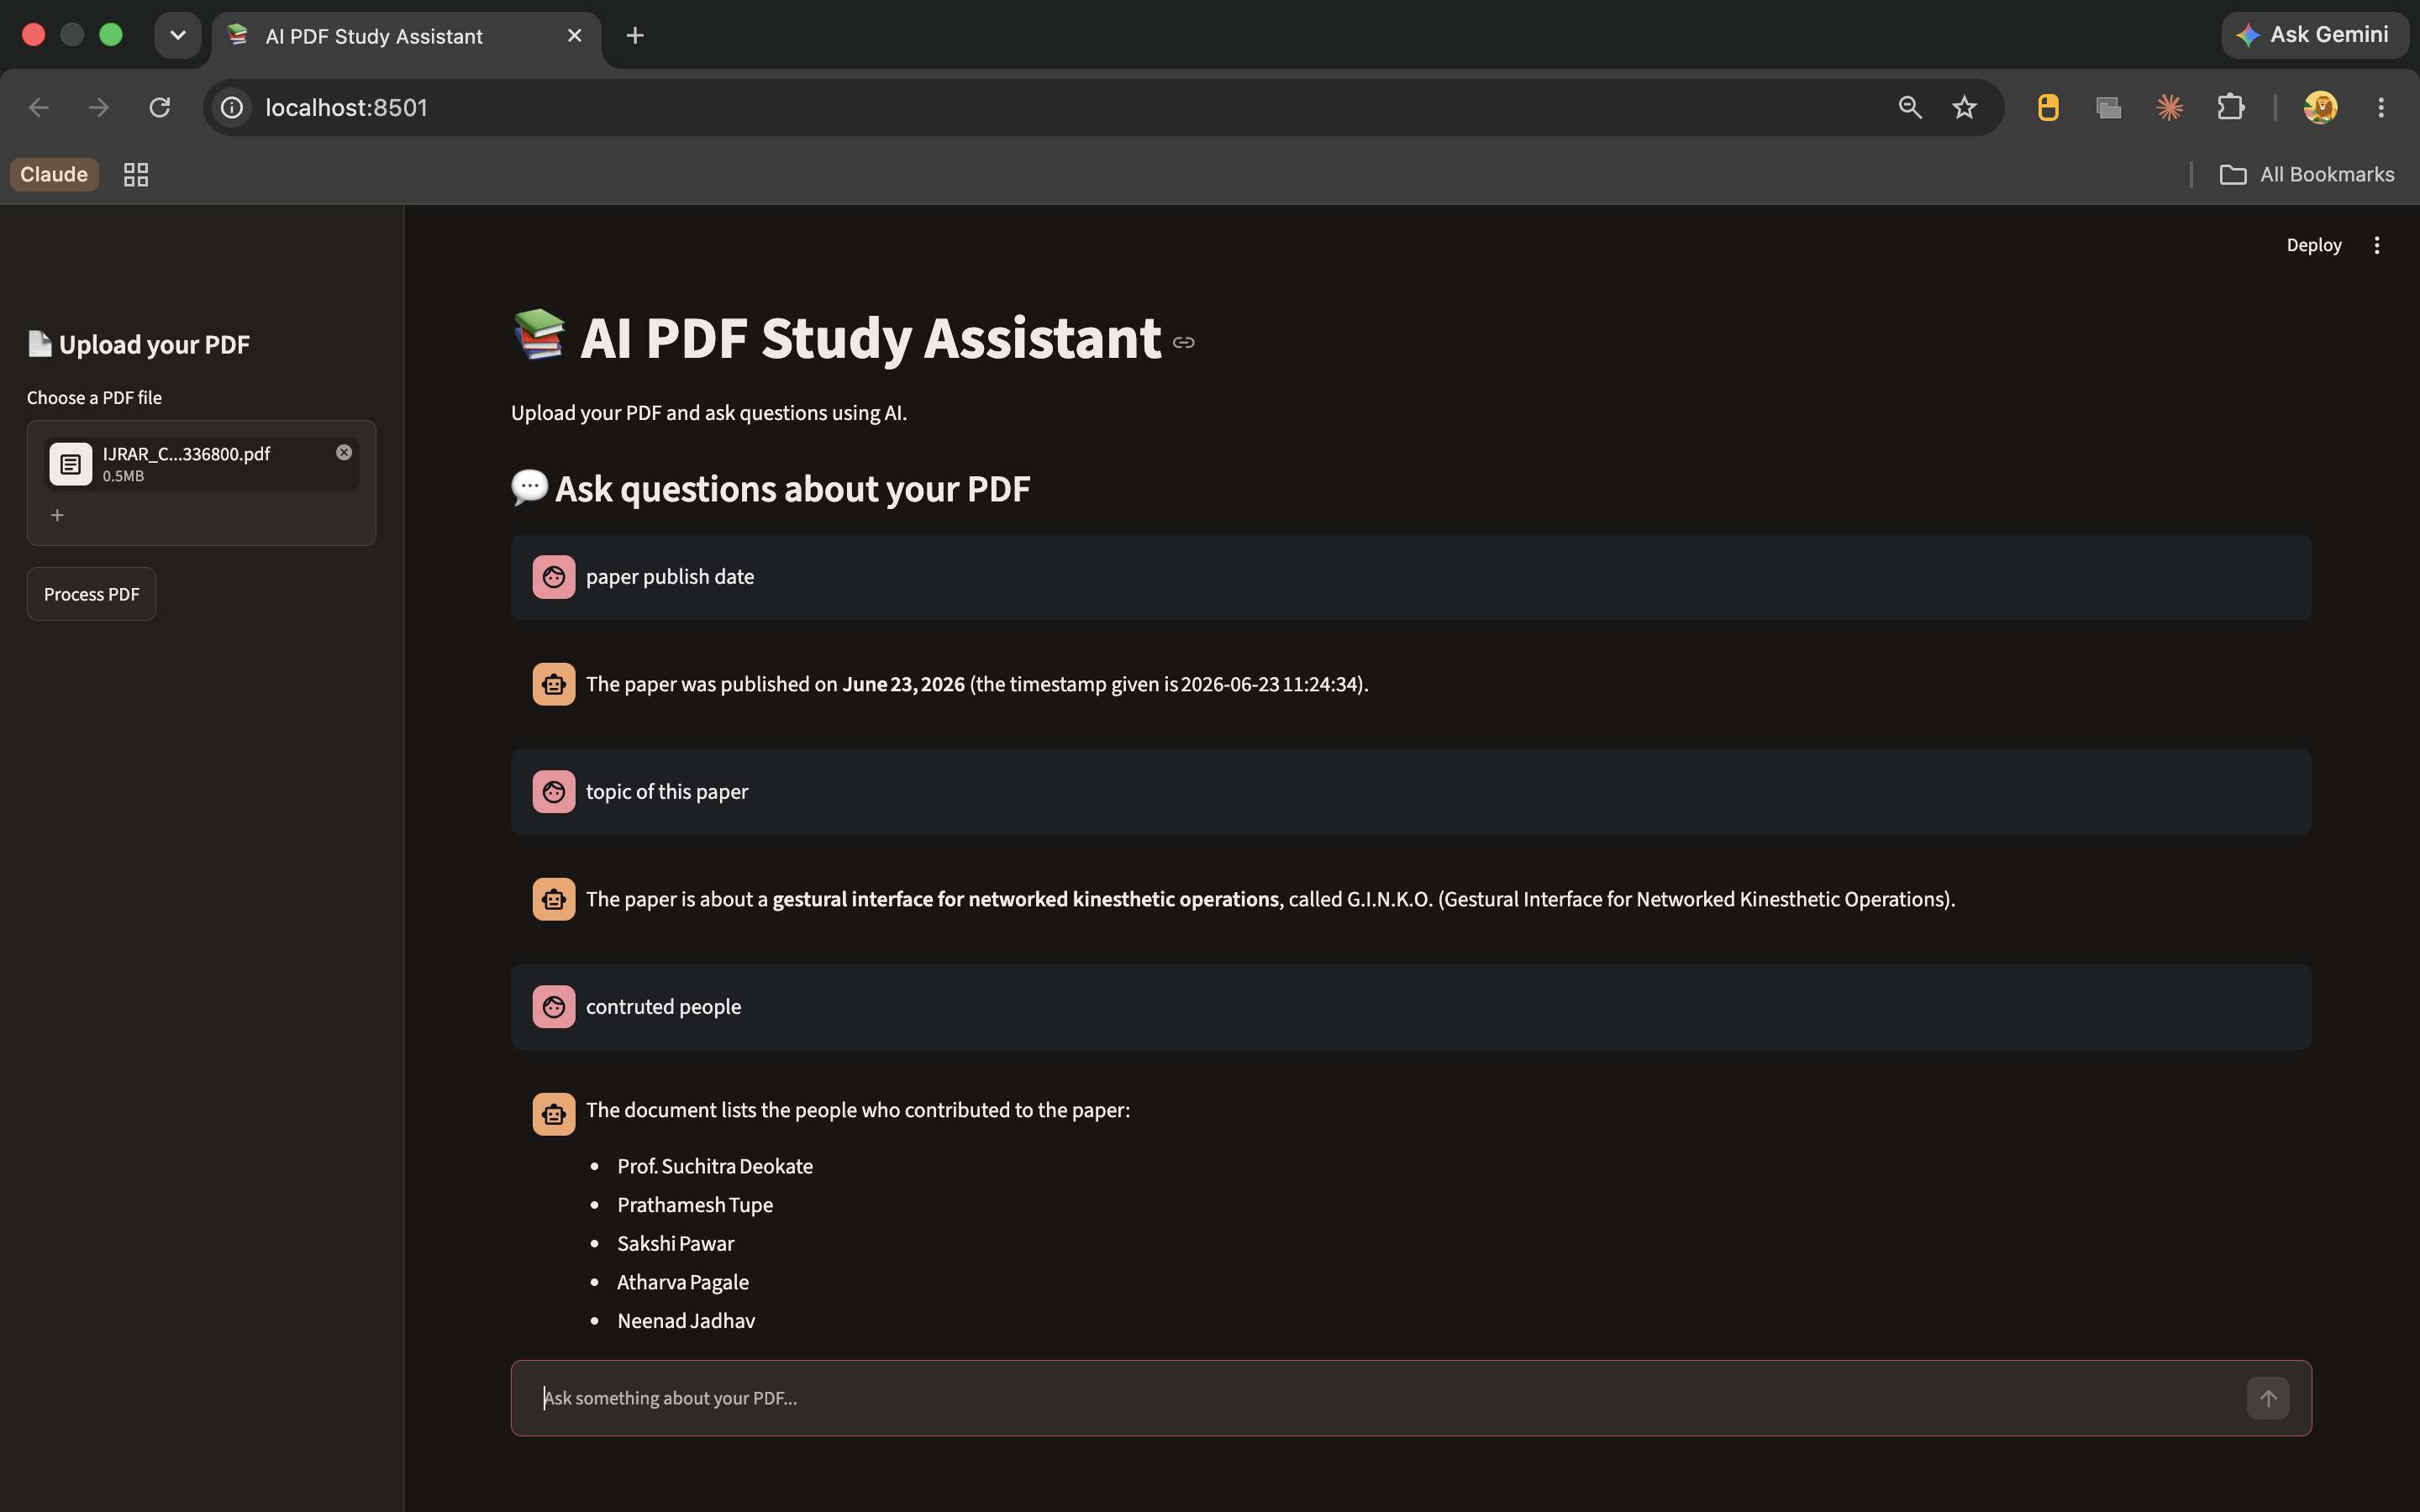 AI PDF Study Assistant
Ask Gemini
localhost:8501
Claude
All Bookmarks
Deploy
Upload your PDF
Choose a PDF file
IJRAR_C...336800.pdf
0.5MB
Process PDF
AI PDF Study Assistant
Upload your PDF and ask questions using AI.
Ask questions about your PDF
paper publish date
The paper was published on June 23, 2026 (the timestamp given is 2026-06-23 11:24:34).
topic of this paper
The paper is about a gestural interface for networked kinesthetic operations, called G.I.N.K.O. (Gestural Interface for Networked Kinesthetic Operations).
contruted people
The document lists the people who contributed to the paper:
Prof. Suchitra Deokate
Prathamesh Tupe
Sakshi Pawar
Atharva Pagale
Neenad Jadhav
Ask something about your PDF...